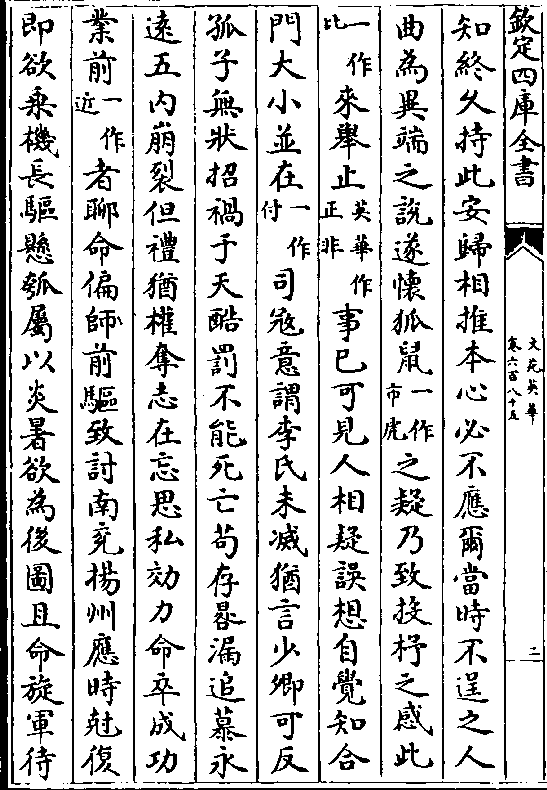 欽定四庫全書
文苑英華
卷六百八十五
二
知終久持此安歸相推本心必不應爾當時不逞之人
曲為異端之說遂懷狐鼠一作市虎之疑乃致投杼之惑此
一作比來舉止英華作正非事已可見人相疑誤想自覺知合
門大小並在一作付司寇意謂李氏未滅猶言少卿可反
孤子無狀招禍于天酷罰不能死亡苟存晷漏追慕永
遠五內崩裂但禮猶權奪志在忘思私効力命卒成功
業前一作近者聊命偏師前驅致討南兖揚州應時尅復
即欲乘機長驅懸瓠屬以炎暑欲為後圖且命旋軍待